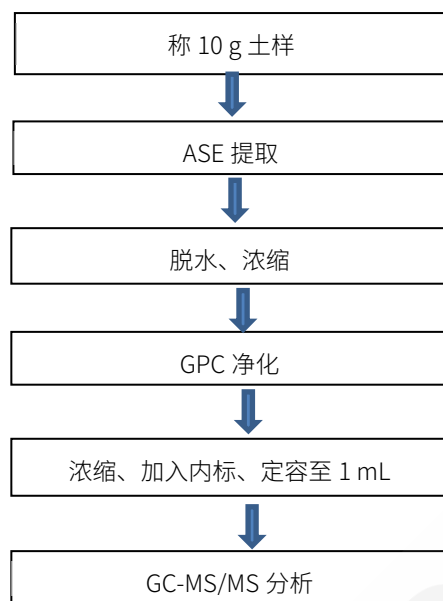 称 10 g 土样
ASE 提取
脱水、浓缩
GPC 净化
浓缩、加入内标、定容至 1 mL
GC-MS/MS 分析